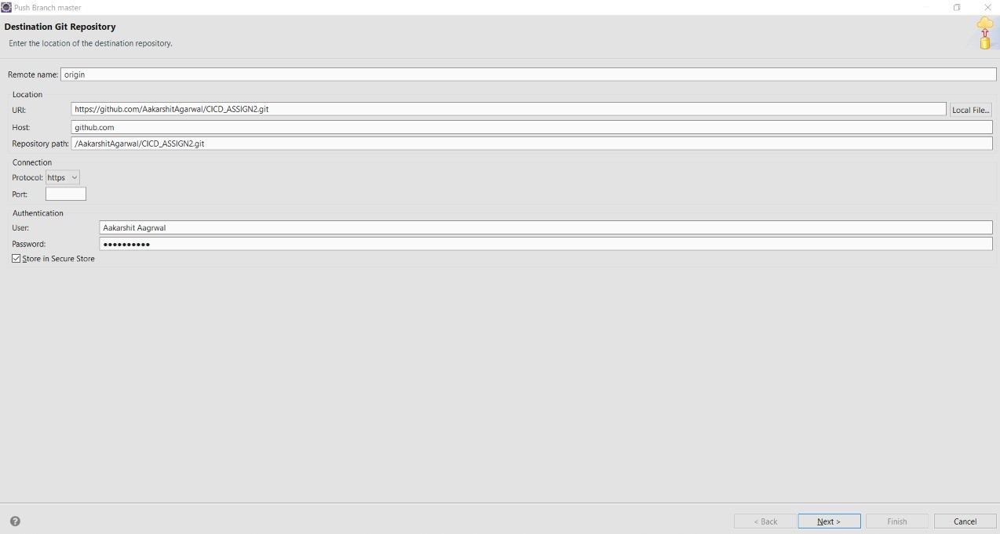 Push Branch master
Destination Git Repository
Enter the location of the destination repository.
Remote name: origin
Location
URI: https://github.com/AakarshitAgarwal/CICD_ASSIGN2.git Local File...
Host: github.com
Repository path: /AakarshitAgarwal/CICD_ASSIGN2.git
Connection
Protocol: https
Port:
Authentication
User: Aakarshit Aagrwal
Password: ●●●●●●●●●●
Store in Secure Store
? < Back Next > Finish Cancel